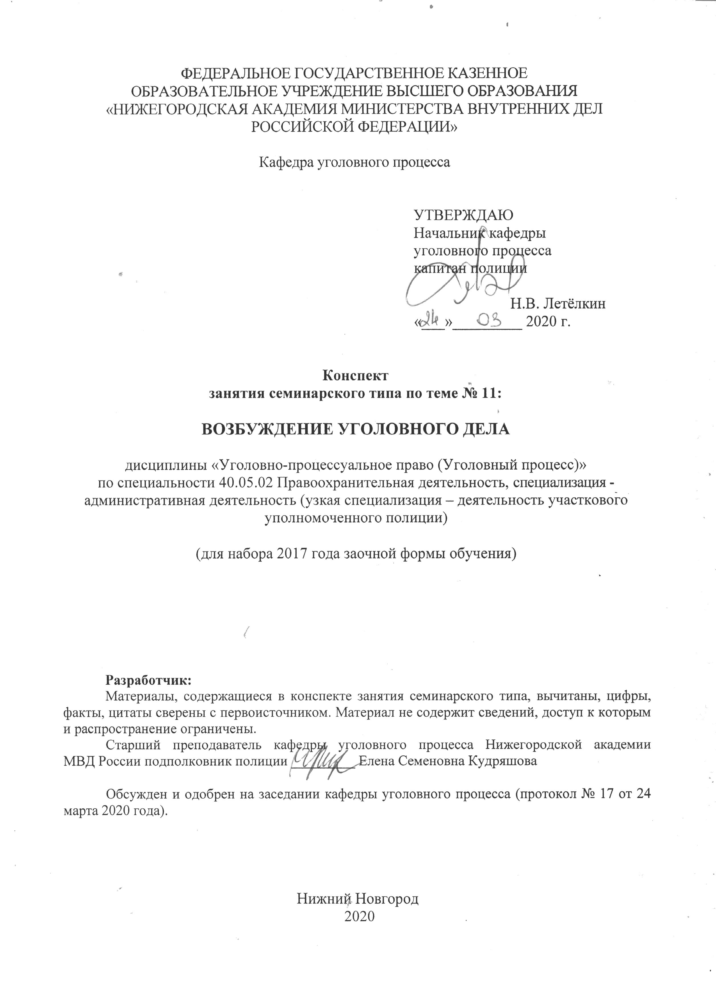 ФЕДЕРАЛЬНОЕ ГОСУДАРСТВЕННОЕ КАЗЕННОЕ
ОБРАЗОВАТЕЛЬНОЕ УЧРЕЖДЕНИЕ ВЫСШЕГО ОБРАЗОВАНИЯ
«НИЖЕГОРОДСКАЯ АКАДЕМИЯ МИНИСТЕРСТВА ВНУТРЕННИХ ДЕЛ
РОССИЙСКОЙ ФЕДЕРАЦИИ»
Кафедра уголовного процесса
УТВЕРЖДАЮ
Начальник кафедры
уголовного процесса
капитан полиции
Н.В. Летёлкин
«24» 03 2020 г.
Конспект
занятия семинарского типа по теме № 11:
ВОЗБУЖДЕНИЕ УГОЛОВНОГО ДЕЛА
дисциплины «Уголовно-процессуальное право (Уголовный процесс)»
по специальности 40.05.02 Правоохранительная деятельность, специализация -
административная деятельность (узкая специализация – деятельность участкового
уполномоченного полиции)
(для набора 2017 года заочной формы обучения)
Разработчик:
Материалы, содержащиеся в конспекте занятия семинарского типа, вычитаны, цифры,
факты, цитаты сверены с первоисточником. Материал не содержит сведений, доступ к которым
и распространение ограничены.
Старший преподаватель кафедры уголовного процесса Нижегородской академии
МВД России подполковник полиции Елена Семеновна Кудряшова
Обсужден и одобрен на заседании кафедры уголовного процесса (протокол № 17 от 24
марта 2020 года).
Нижний Новгород
2020